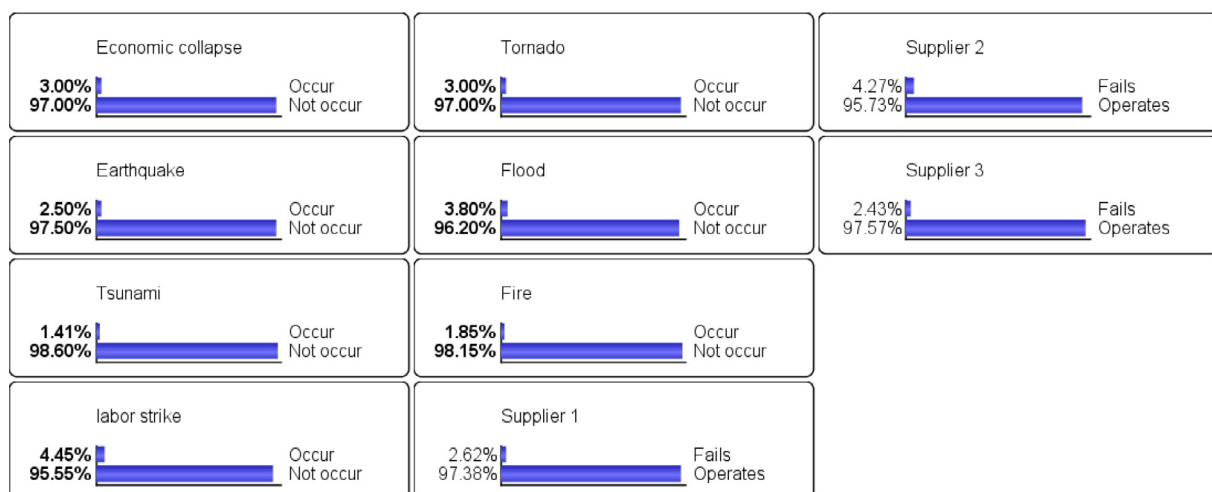 Economic collapse
3.00% Occur
97.00% Not occur
Earthquake
2.50% Occur
97.50% Not occur
Tsunami
1.41% Occur
98.60% Not occur
labor strike
4.45% Occur
95.55% Not occur
Tornado
3.00% Occur
97.00% Not occur
Flood
3.80% Occur
96.20% Not occur
Fire
1.85% Occur
98.15% Not occur
Supplier 1
2.62% Fails
97.38% Operates
Supplier 2
4.27% Fails
95.73% Operates
Supplier 3
2.43% Fails
97.57% Operates